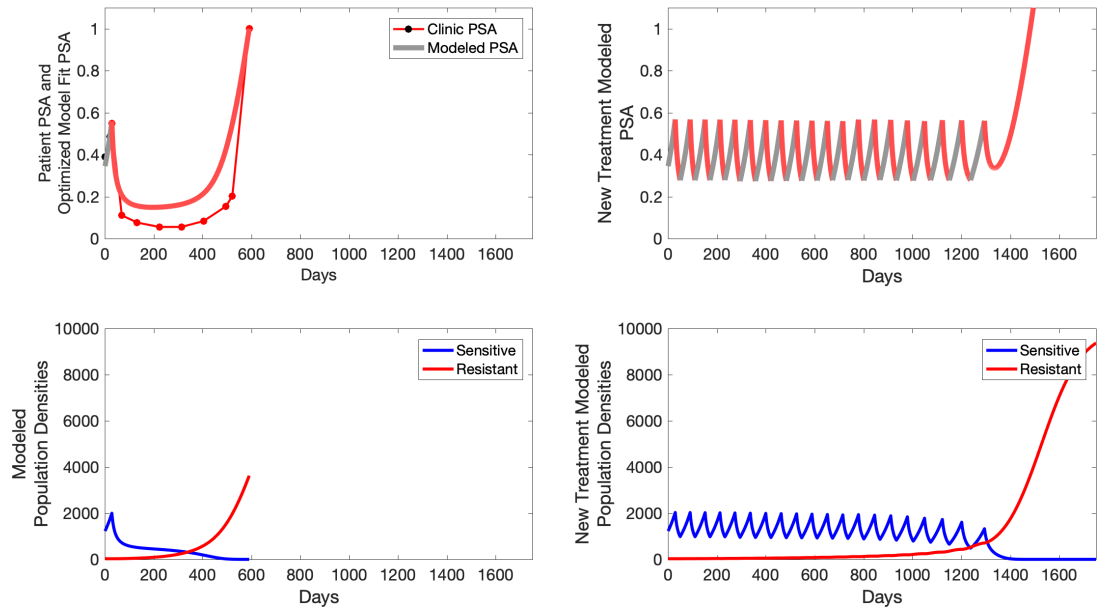 Patient PSA and
Optimized Model Fit PSA
1
0.8
0.6
0.4
0.2
0
0 200 400 600 800 1000 1200 1400 1600
Days
Clinic PSA
Modeled PSA
New Treatment Modeled
PSA
1
0.8
0.6
0.4
0.2
0
0 200 400 600 800 1000 1200 1400 1600
Days
Modeled
Population Densities
10000
8000
6000
4000
2000
0
0 200 400 600 800 1000 1200 1400 1600
Days
Sensitive
Resistant
New Treatment Modeled
Population Densities
10000
8000
6000
4000
2000
0
0 200 400 600 800 1000 1200 1400 1600
Days
Sensitive
Resistant